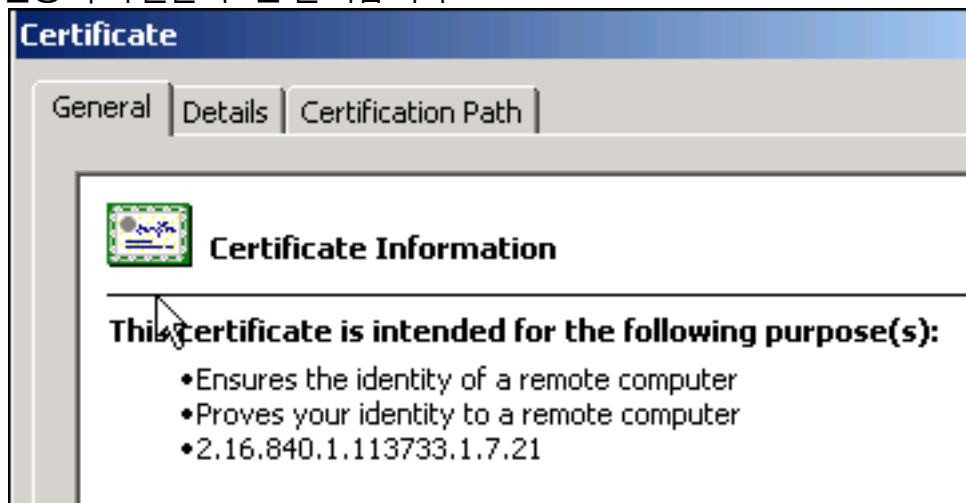 Certificate
General Details Certification Path
Certificate Information
This certificate is intended for the following purpose(s):
•Ensures the identity of a remote computer
•Proves your identity to a remote computer
•2.16.840.1.113733.1.7.21